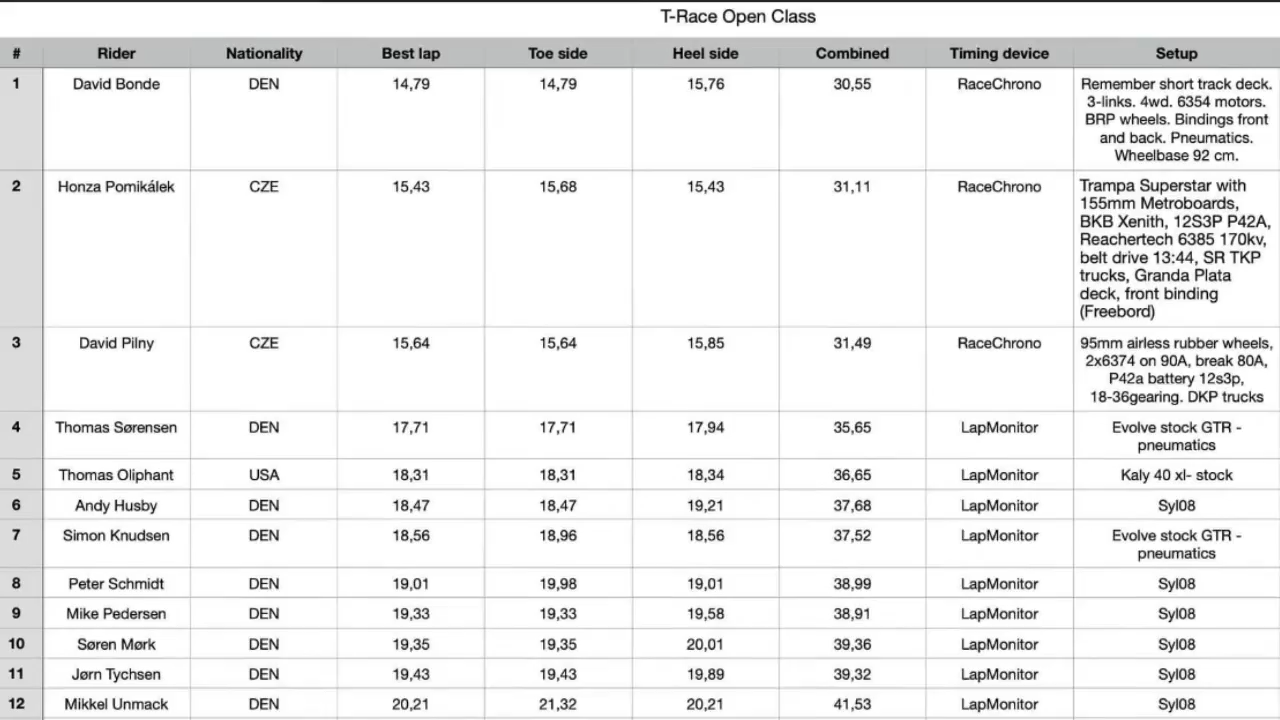 T-Race Open Class
# Rider Nationality Best lap Toe side Heel side Combined Timing device Setup
1 David Bonde DEN 14,79 14,79 15,76 30,55 RaceChrono Remember short track deck.
3-links. 4wd. 6354 motors.
BRP wheels. Bindings front
and back. Pneumatics.
Wheelbase 92 cm.
2 Honza Pomikálek CZE 15,43 15,68 15,43 31,11 RaceChrono Trampa Superstar with
155mm Metroboards,
BKB Xenith, 12S3P P42A,
Reachertech 6385 170kv,
belt drive 13:44, SR TKP
trucks, Granda Plata
deck, front binding
(Freebord)
3 David Pilny CZE 15,64 15,64 15,85 31,49 RaceChrono 95mm airless rubber wheels,
2x6374 on 90A, break 80A,
P42a battery 12s3p,
18-36gearing. DKP trucks
4 Thomas Sørensen DEN 17,71 17,71 17,94 35,65 LapMonitor Evolve stock GTR -
pneumatics
5 Thomas Oliphant USA 18,31 18,31 18,34 36,65 LapMonitor Kaly 40 xl- stock
6 Andy Husby DEN 18,47 18,47 19,21 37,68 LapMonitor Syl08
7 Simon Knudsen DEN 18,56 18,96 18,56 37,52 LapMonitor Evolve stock GTR -
pneumatics
8 Peter Schmidt DEN 19,01 19,98 19,01 38,99 LapMonitor Syl08
9 Mike Pedersen DEN 19,33 19,33 19,58 38,91 LapMonitor Syl08
10 Søren Mørk DEN 19,35 19,35 20,01 39,36 LapMonitor Syl08
11 Jørn Tychsen DEN 19,43 19,43 19,89 39,32 LapMonitor Syl08
12 Mikkel Unmack DEN 20,21 21,32 20,21 41,53 LapMonitor Syl08